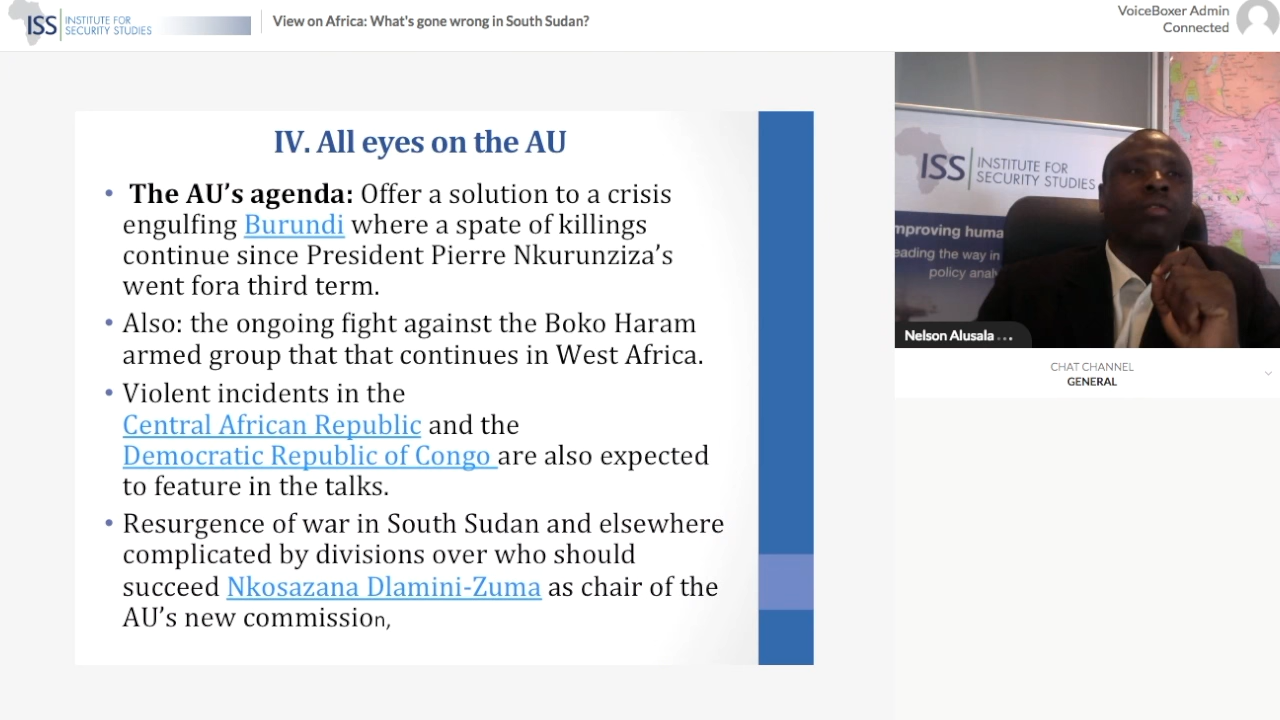 ISS
INSTITUTE FOR
SECURITY STUDIES
View on Africa: What's gone wrong in South Sudan?
VoiceBoxer Admin
Connected
IV. All eyes on the AU
• The AU's agenda: Offer a solution to a crisis
engulfing Burundi where a spate of killings
continue since President Pierre Nkurunziza's
went fora third term.
• Also: the ongoing fight against the Boko Haram
armed group that that continues in West Africa.
• Violent incidents in the
Central African Republic and the
Democratic Republic of Congo are also expected
to feature in the talks.
• Resurgence of war in South Sudan and elsewhere
complicated by divisions over who should
succeed Nkosazana Dlamini-Zuma as chair of the
AU's new commission,
ISS
INSTITUTE FOR
SECURITY STUDIES
mproving huma
eading the way in
policy anal
KENYA
Nelson Alusala ...
CHAT CHANNEL
GENERAL